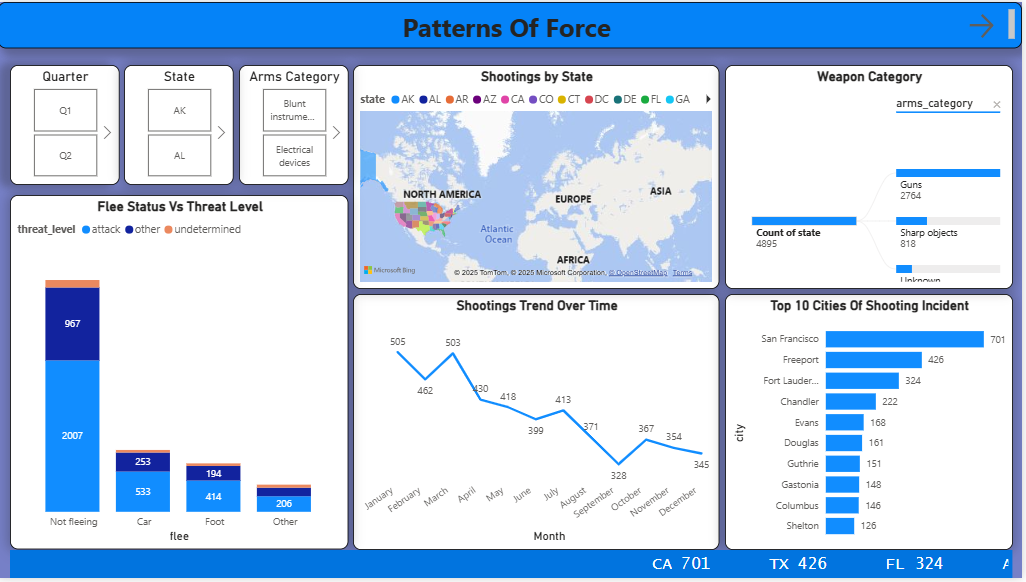 Patterns Of Force
Quarter
Q1
Q2
State
AK
AL
Arms Category
Blunt
instrume...
Electrical
devices
Shootings by State
state AK AL AR AZ CA CO CT DC DE FL GA
NORTH AMERICA
EUROPE
ASIA
Atlantic
Ocean
AFRICA
Microsoft Bing
© 2025 TomTom, © 2025 Microsoft Corporation, © OpenStreetMap Terms
Weapon Category
arms_category
Count of state
4895
Guns
2764
Sharp objects
818
Unknown
Flee Status Vs Threat Level
threat_level attack other undetermined
967
2007
253
533
194
414
206
Not fleeing
Car
Foot
Other
flee
Shootings Trend Over Time
505
462
503
430
418
399
413
371
328
367
354
345
January
February
March
April
May
June
July
August
September
October
November
December
Month
Top 10 Cities Of Shooting Incident
city
San Francisco 701
Freeport 426
Fort Lauder... 324
Chandler 222
Evans 168
Douglas 161
Guthrie 151
Gastonia 148
Columbus 146
Shelton 126
CA 701 TX 426 FL 324